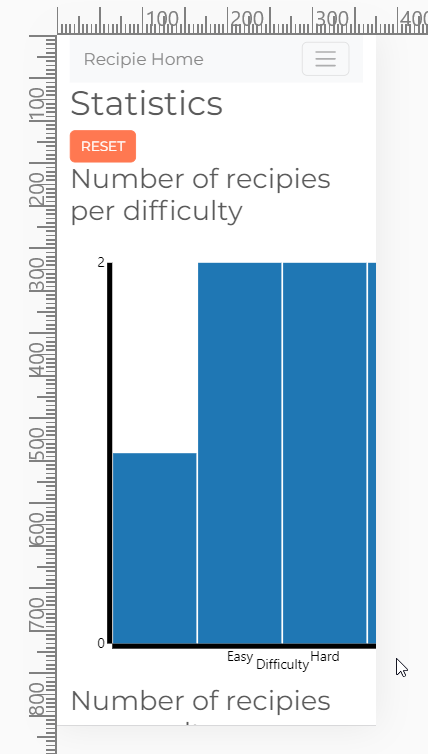 100 200 300 400
100
200
300
400
500
600
700
800
Recipie Home
Statistics
RESET
Number of recipies
per difficulty
2
0
Easy Hard
Difficulty
Number of recipies